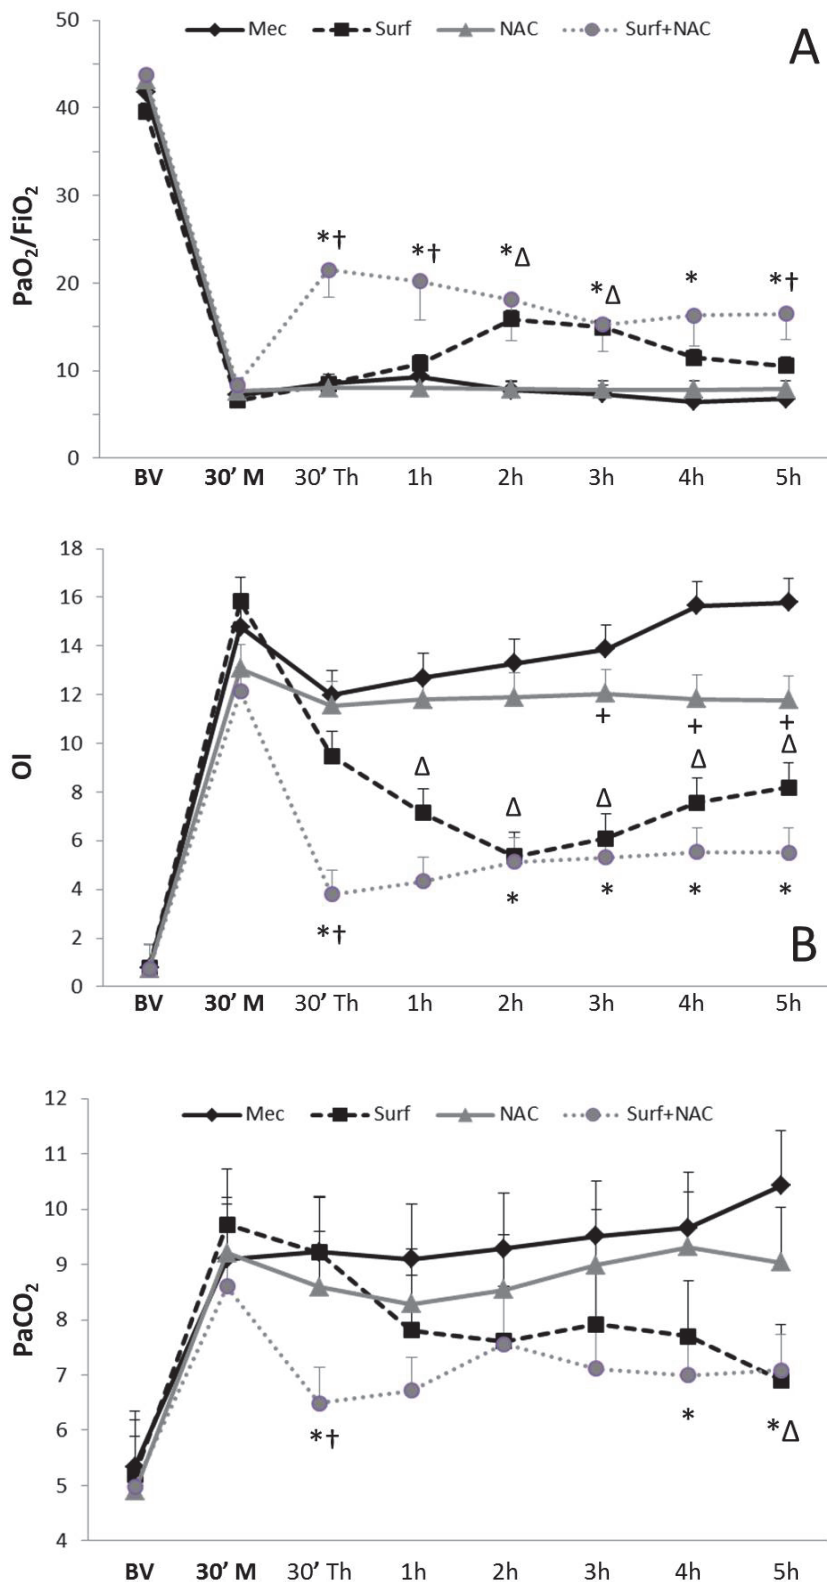 50
Mec Surf NAC Surf+NAC
A
40
30
20
10
0
PaO₂/FiO₂
*† *† *Δ *Δ * *†
BV 30’ M 30’ Th 1h 2h 3h 4h 5h
18
16
14
12
10
8
6
4
2
0
OI
+ + +
Δ Δ Δ Δ Δ
*† * * * *
B
BV 30’ M 30’ Th 1h 2h 3h 4h 5h
12
Mec Surf NAC Surf+NAC
11
10
9
8
7
6
5
4
PaCO₂
*† * *Δ
BV 30’ M 30’ Th 1h 2h 3h 4h 5h